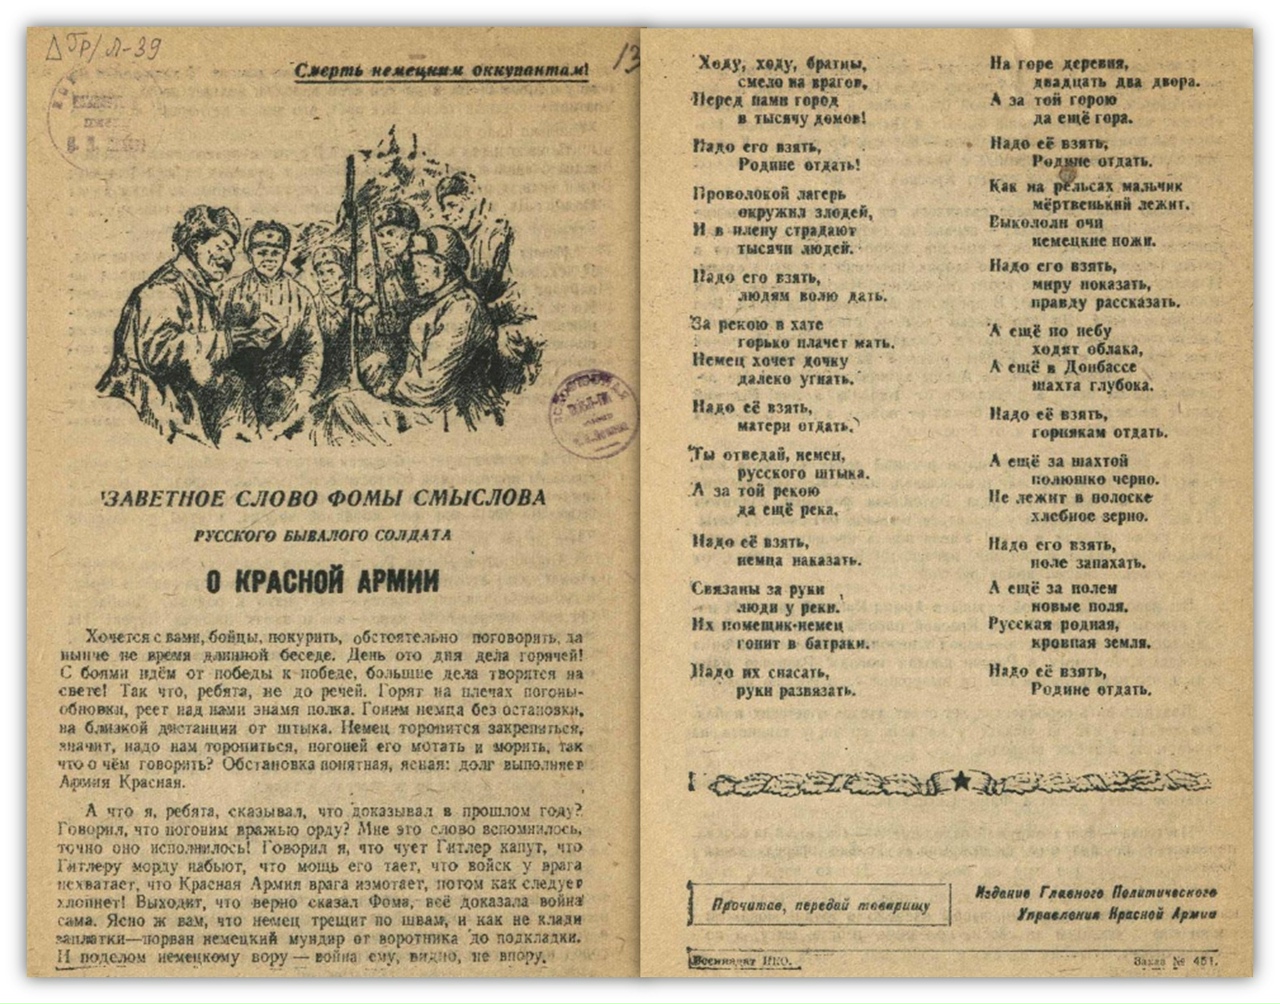 ДГР/Л-39
13
Смерть немецким оккупантам!
ЗАВЕТНОЕ СЛОВО ФОМЫ СМЫСЛОВА
РУССКОГО БЫВАЛОГО СОЛДАТА
О КРАСНОЙ АРМИИ
Хочется с вами, бойцы, покурить, обстоятельно поговорить, да
нынче не время длинной беседе. День ото дня дела горячей!
С боями идём от победы к победе, большие дела творятся на
свете! Так что, ребята, не до речей. Горят на плечах погоны-
обновки, реет над нами знамя полка. Гоним немца без остановки,
на близкой дистанции от штыка. Немец торопится закрепиться,
значит, надо нам торопиться, погоней его мотать и морить, так
что о чём говорить? Обстановка понятная, ясная: долг выполняет
Армия Красная.
А что я, ребята, сказывал, что доказывал в прошлом году?
Говорил, что погоним вражью орду? Мне это слово вспомнилось,
точно оно исполнилось! Говорил я, что чует Гитлер капут, что
Гитлеру морду набьют, что мощь его тает, что войск у врага
нехватает, что Красная Армия врага измотает, потом как следует
хлопнет! Выходит, что верно сказал Фома, всё доказала война
сама. Ясно ж вам, что немец трещит по швам, и как не клади
заплатки—порван немецкий мундир от воротника до подкладки.
И поделом немецкому вору — война ему, видно, не впору.
Ходу, ходу, братцы,
смело на врагов,
Перед нами город
в тысячу домов!
Надо его взять,
Родине отдать!
Проволокой лагерь
окружил злодей,
И в плену страдают
тысячи людей.
Надо его взять,
людям волю дать.
За рекою в хате
горько плачет мать.
Немец хочет дочку
далеко угнать.
Надо её взять,
матери отдать.
Ты отведай, немец,
русского штыка.
А за той рекою
да ещё река.
Надо её взять,
немца наказать.
Связаны за руки
люди у реки.
Их помещик-немец
гонит в батраки.
Надо их спасать,
руки развязать.
На горе деревня,
двадцать два двора.
А за той горою
да ещё гора.
Надо её взять,
Родине отдать.
Как на рельсах мальчик
мёртвенький лежит.
Выкололи очи
немецкие ножи.
Надо его взять,
миру показать,
правду рассказать.
А ещё по небу
ходят облака,
А ещё в Донбассе
шахта глубока.
Надо её взять,
горнякам отдать.
А ещё за шахтой
полюшко черно.
Не лежит в полоске
хлебное зерно.
Надо его взять,
поле запахать.
А ещё за полем
новые поля.
Русская родная,
кровная земля.
Надо её взять,
Родине отдать.
Прочитав, передай товарищу
Издание Главного Политического
Управления Красной Армии
Воениздат НКО.
Заказ № 451.